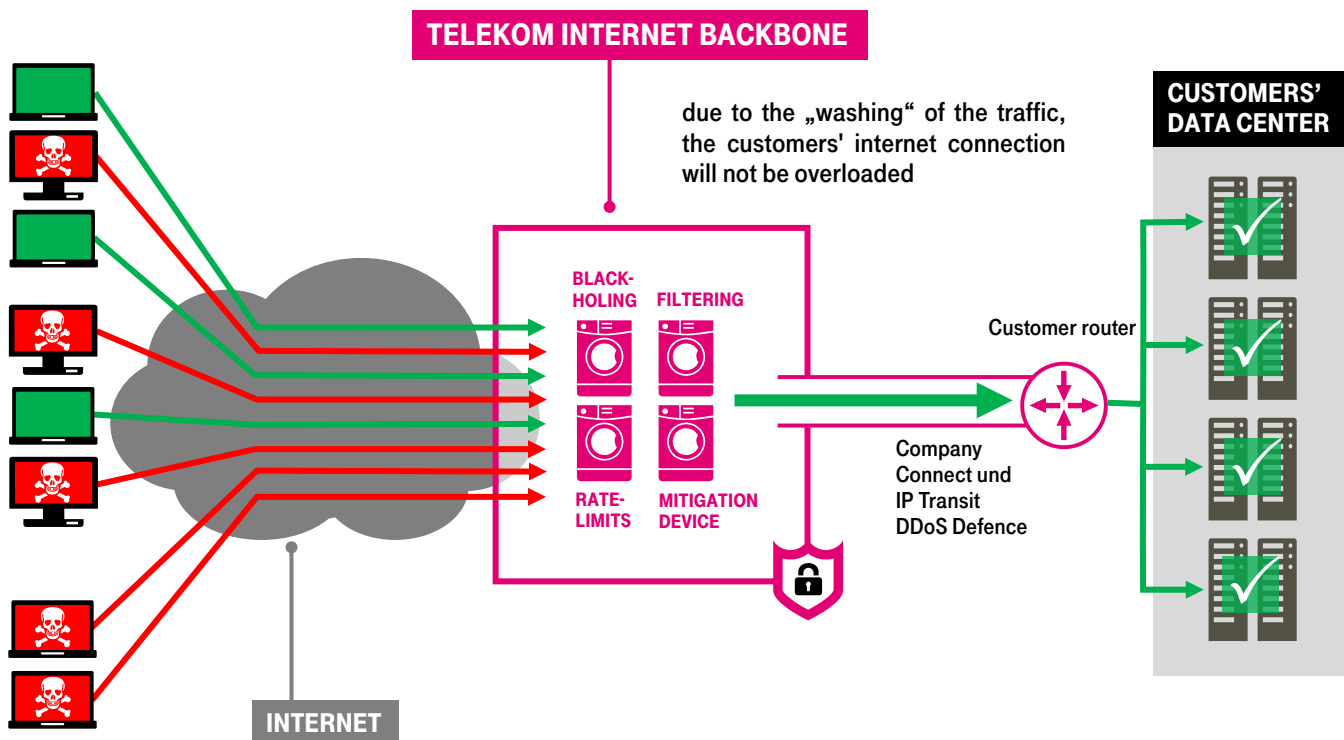 TELEKOM INTERNET BACKBONE
due to the „washing“ of the traffic,
the customers' internet connection
will not be overloaded
CUSTOMERS’
DATA CENTER
BLACK-
HOLING
FILTERING
RATE-
LIMITS
MITIGATION
DEVICE
Customer router
Company
Connect und
IP Transit
DDoS Defence
INTERNET